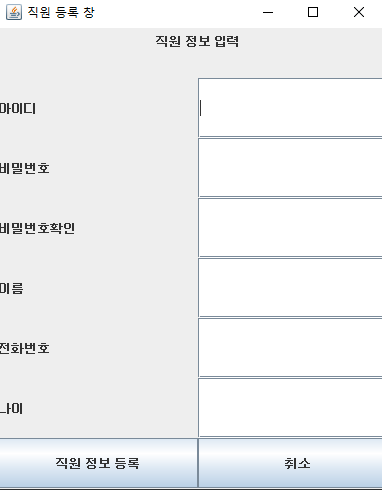 직원 등록 창
직원 정보 입력
아이디
비밀번호
비밀번호확인
이름
전화번호
나이
직원 정보 등록 취소